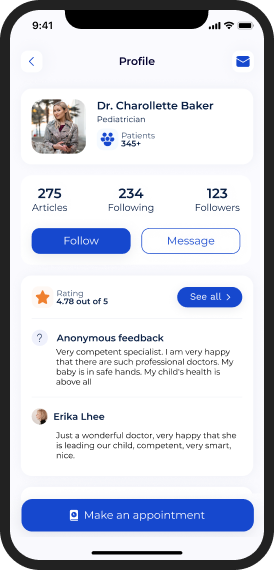 9:41
Profile
Dr. Charollette Baker
Pediatrician
Patients
345+
275 234 123
Articles Following Followers
Follow Message
Rating
4.78 out of 5
See all
? Anonymous feedback
Very competent specialist. I am very happy
that there are such professional doctors. My
baby is in safe hands. My child's health is
above all
Erika Lhee
Just a wonderful doctor, very happy that she
is leading our child, competent, very smart,
nice.
Make an appointment